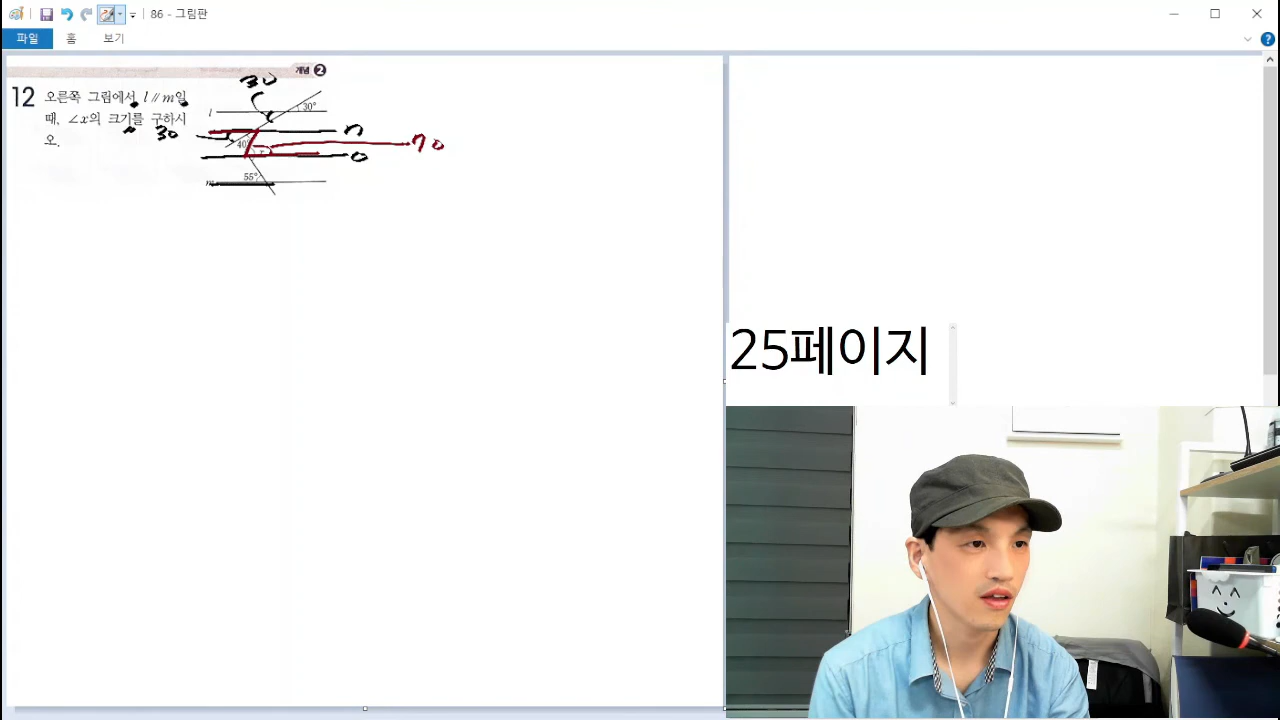 86 - 그림판
파일 홈 보기
개념 2
12 오른쪽 그림에서 l // m일
때, ∠x의 크기를 구하시
오.
30
l 30°
n
30
40°
70
x
o
55°
m
25페이지